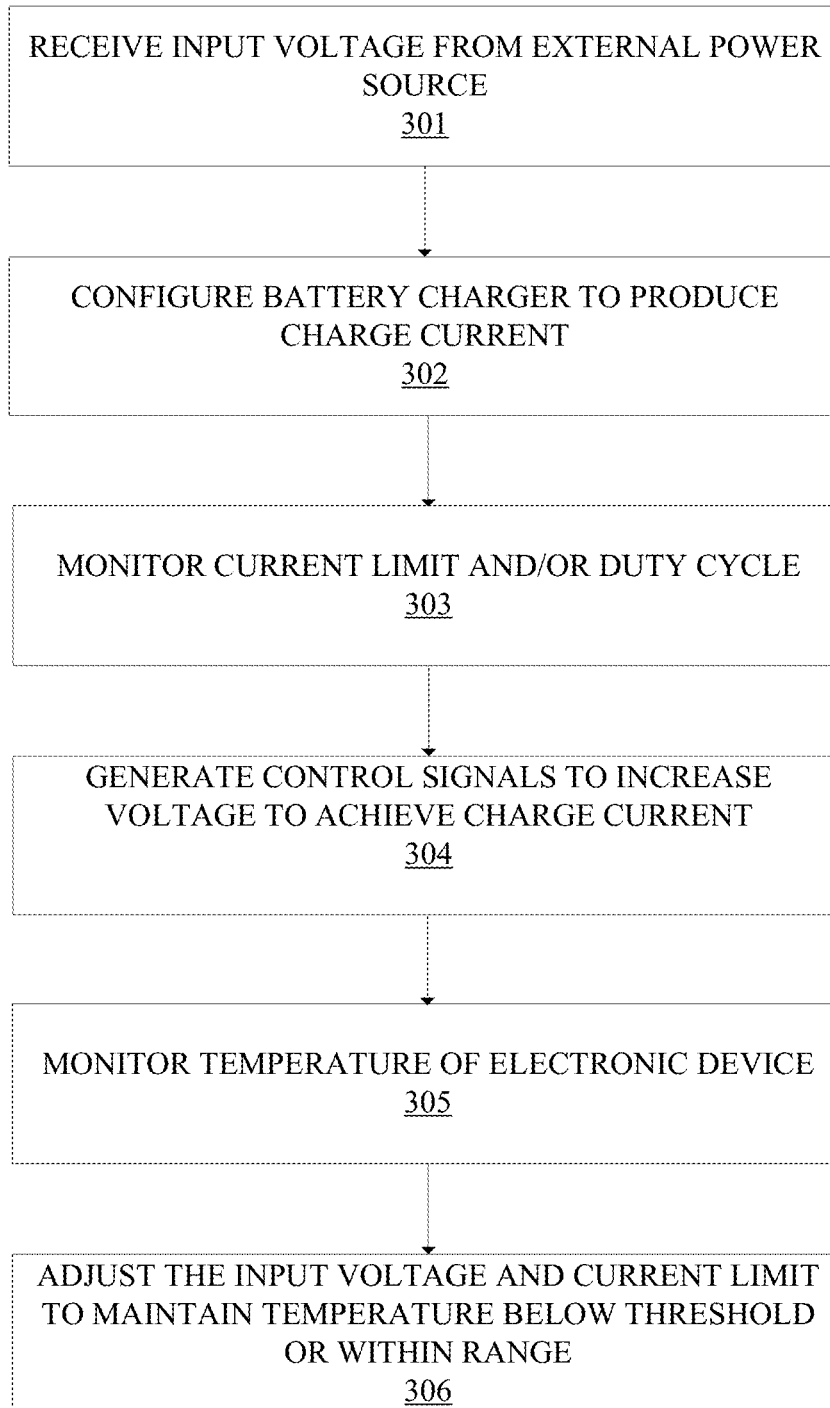 RECEIVE INPUT VOLTAGE FROM EXTERNAL POWER
SOURCE
301
CONFIGURE BATTERY CHARGER TO PRODUCE
CHARGE CURRENT
302
MONITOR CURRENT LIMIT AND/OR DUTY CYCLE
303
GENERATE CONTROL SIGNALS TO INCREASE
VOLTAGE TO ACHIEVE CHARGE CURRENT
304
MONITOR TEMPERATURE OF ELECTRONIC DEVICE
305
ADJUST THE INPUT VOLTAGE AND CURRENT LIMIT
TO MAINTAIN TEMPERATURE BELOW THRESHOLD
OR WITHIN RANGE
306